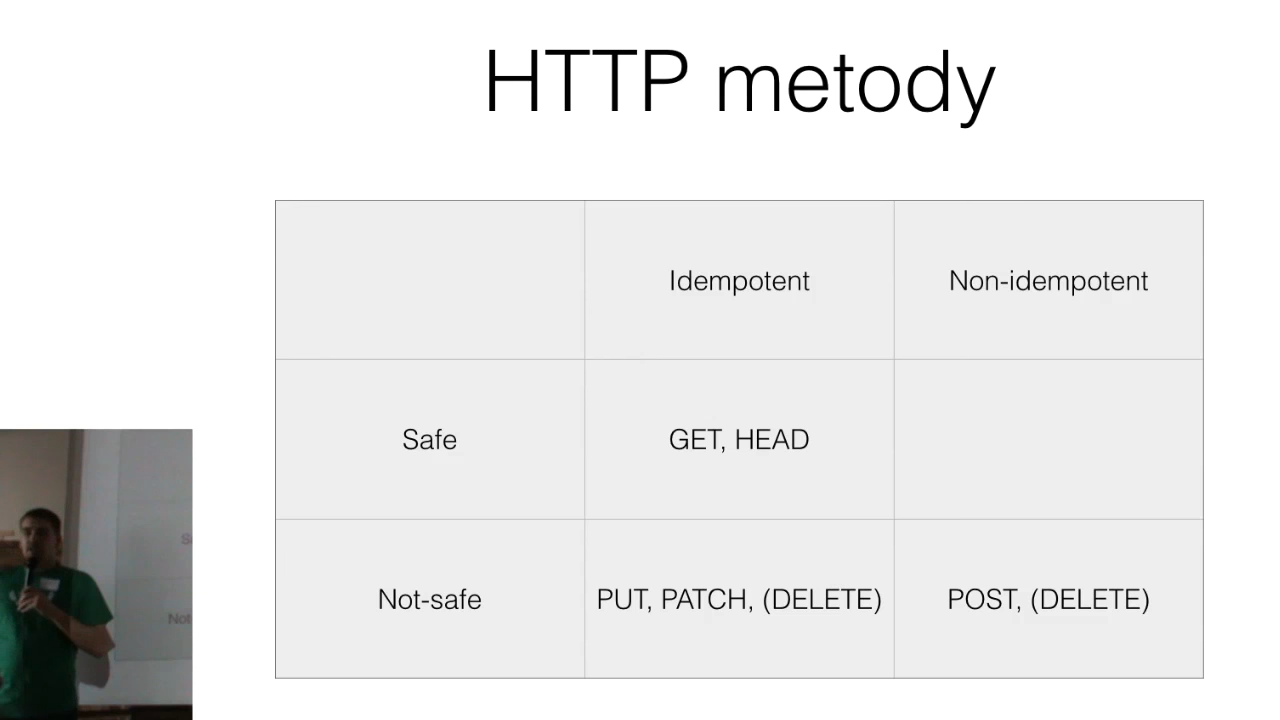 HTTP metody
Idempotent
Non-idempotent
Safe
GET, HEAD
Not-safe
PUT, PATCH, (DELETE)
POST, (DELETE)